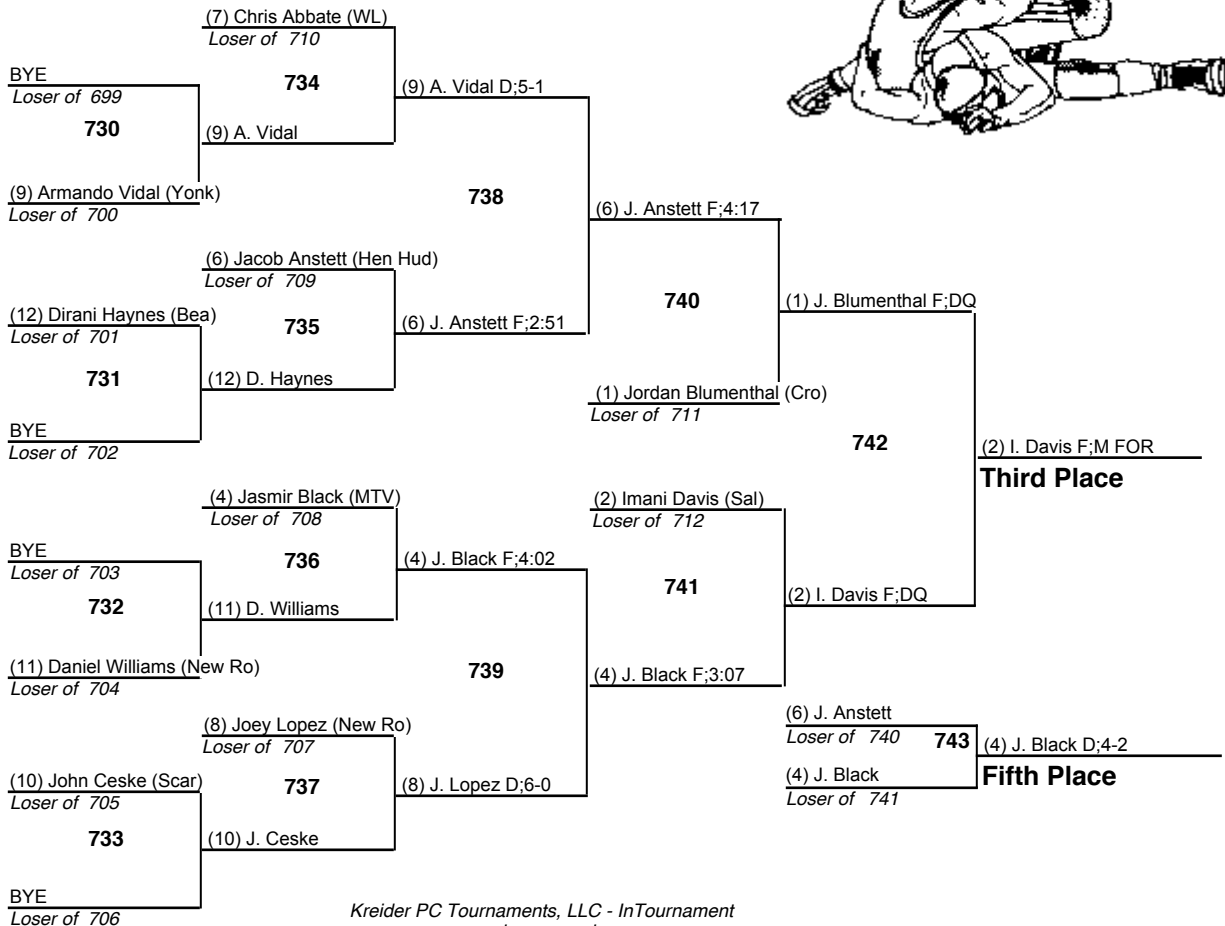 (7) Chris Abbate (WL)
Loser of 710
734
BYE
Loser of 699
730
(9) A. Vidal D;5-1
(9) A. Vidal
(9) Armando Vidal (Yonk)
Loser of 700
738
(6) J. Anstett F;4:17
(6) Jacob Anstett (Hen Hud)
Loser of 709
735
(12) Dirani Haynes (Bea)
Loser of 701
731
(6) J. Anstett F;2:51
(12) D. Haynes
BYE
Loser of 702
740
(1) J. Blumenthal F;DQ
(1) Jordan Blumenthal (Cro)
Loser of 711
742
(2) I. Davis F;M FOR
Third Place
(4) Jasmir Black (MTV)
Loser of 708
736
(2) Imani Davis (Sal)
Loser of 712
BYE
Loser of 703
732
(4) J. Black F;4:02
(11) D. Williams
741
(2) I. Davis F;DQ
(11) Daniel Williams (New Ro)
Loser of 704
739
(4) J. Black F;3:07
(8) Joey Lopez (New Ro)
Loser of 707
737
(6) J. Anstett
Loser of 740
743
(4) J. Black D;4-2
Fifth Place
(4) J. Black
Loser of 741
(10) John Ceske (Scar)
Loser of 705
733
(8) J. Lopez D;6-0
(10) J. Ceske
BYE
Loser of 706
Kreider PC Tournaments, LLC - InTournament